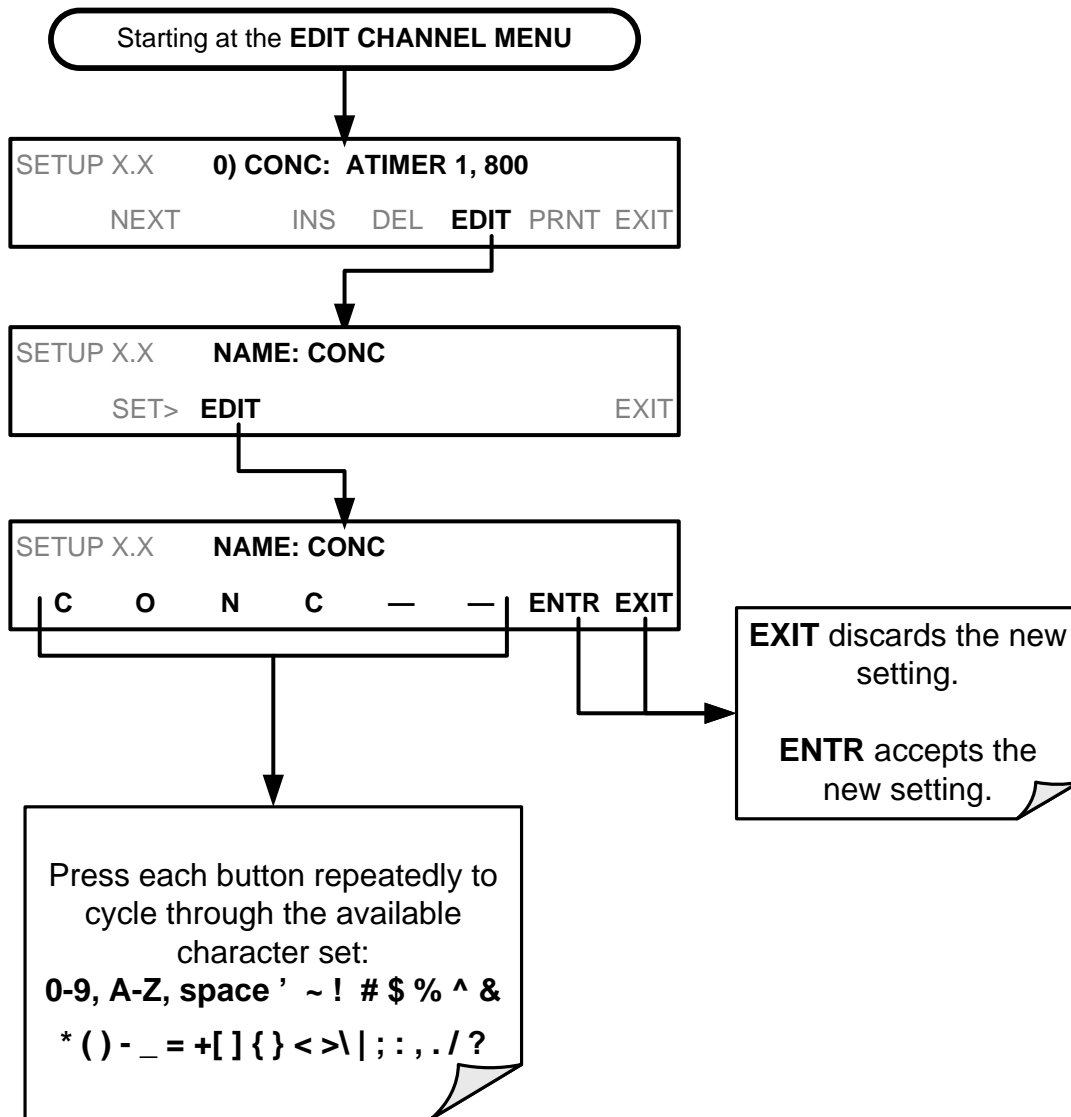 Starting at the EDIT CHANNEL MENU
SETUP X.X 0) CONC: ATIMER 1, 800
NEXT INS DEL EDIT PRNT EXIT
SETUP X.X NAME: CONC
SET> EDIT EXIT
SETUP X.X NAME: CONC
C O N C — — ENTR EXIT
EXIT discards the new
setting.
ENTR accepts the
new setting.
Press each button repeatedly to
cycle through the available
character set:
0-9, A-Z, space ’ ~ ! # $ % ^ &
* ( ) - _ = +[ ] { } < >\ | ; : , . / ?